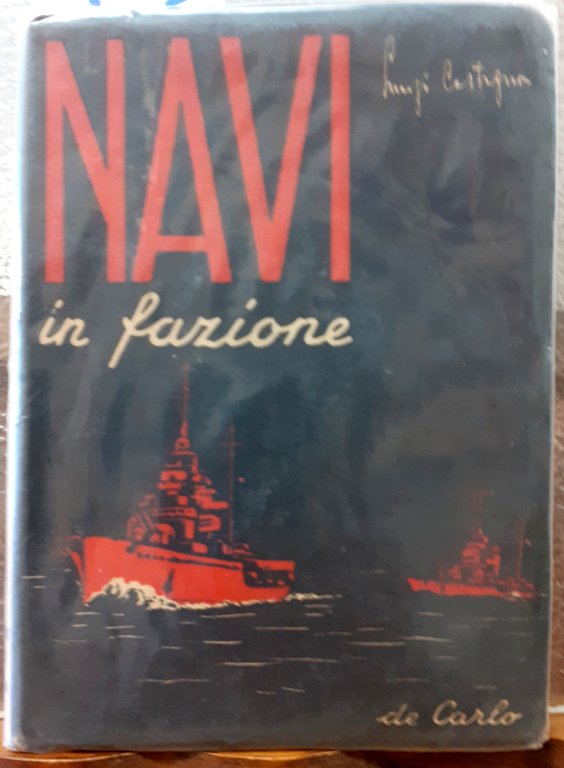 NAVI
Luigi Castagna
in fazione
de Carlo